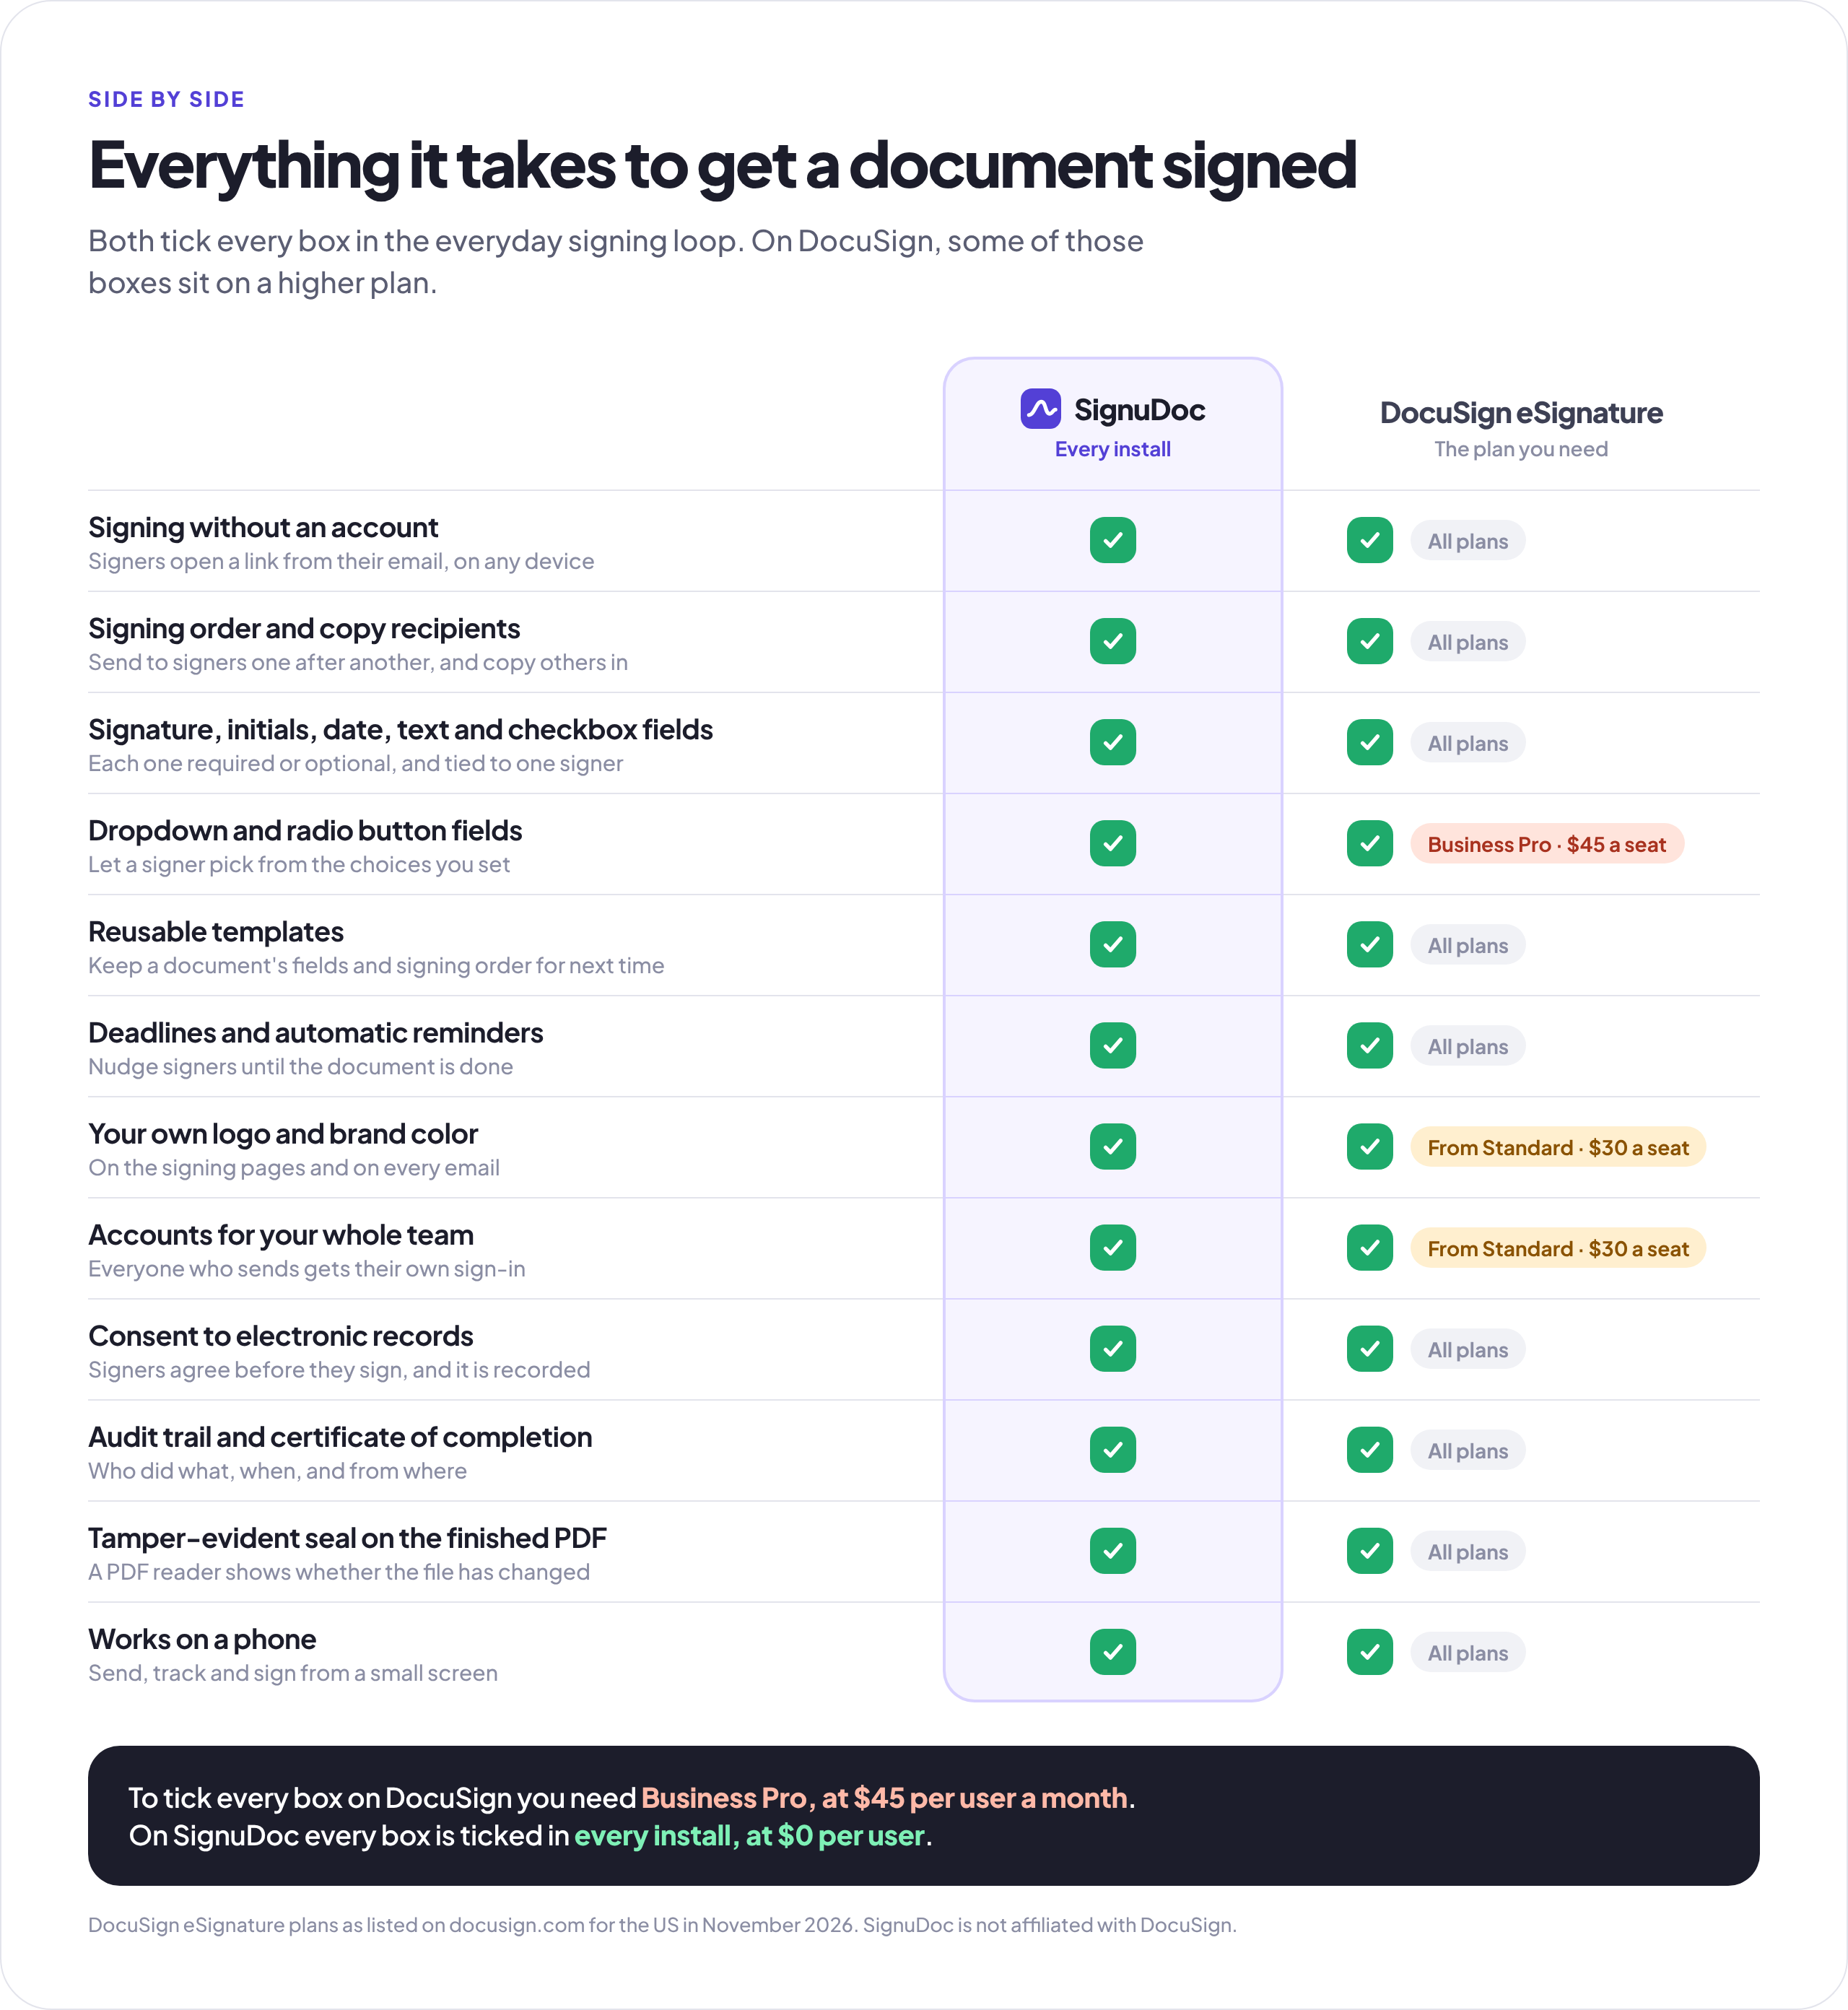 SIDE BY SIDE
Everything it takes to get a document signed
Both tick every box in the everyday signing loop. On DocuSign, some of those
boxes sit on a higher plan.
SignuDoc
Every install
DocuSign eSignature
The plan you need
Signing without an account
Signers open a link from their email, on any device
All plans
Signing order and copy recipients
Send to signers one after another, and copy others in
All plans
Signature, initials, date, text and checkbox fields
Each one required or optional, and tied to one signer
All plans
Dropdown and radio button fields
Let a signer pick from the choices you set
Business Pro · $45 a seat
Reusable templates
Keep a document's fields and signing order for next time
All plans
Deadlines and automatic reminders
Nudge signers until the document is done
All plans
Your own logo and brand color
On the signing pages and on every email
From Standard · $30 a seat
Accounts for your whole team
Everyone who sends gets their own sign-in
From Standard · $30 a seat
Consent to electronic records
Signers agree before they sign, and it is recorded
All plans
Audit trail and certificate of completion
Who did what, when, and from where
All plans
Tamper-evident seal on the finished PDF
A PDF reader shows whether the file has changed
All plans
Works on a phone
Send, track and sign from a small screen
All plans
To tick every box on DocuSign you need Business Pro, at $45 per user a month.
On SignuDoc every box is ticked in every install, at $0 per user.
DocuSign eSignature plans as listed on docusign.com for the US in November 2026. SignuDoc is not affiliated with DocuSign.